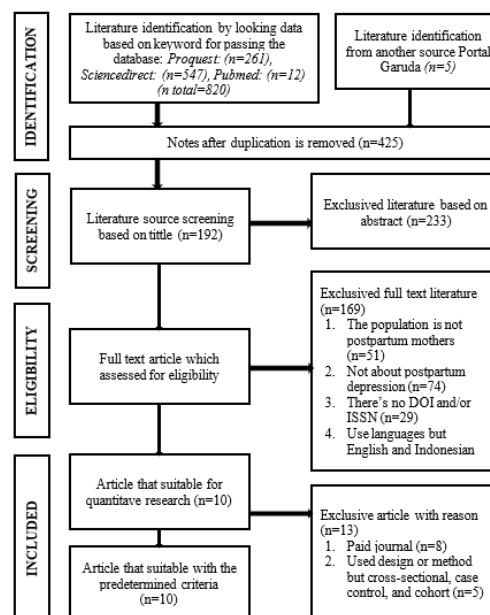 IDENTIFICATION
Literature identification by looking data
based on keyword for passing the
database: Proquest: (n=261),
Sciencedirect: (n=547), Pubmed: (n=12)
(n total=820)
Literature identification
from another source Portal
Garuda (n=5)
Notes after duplication is removed (n=425)
SCREENING
Literature source screening
based on tittle (n=192)
Exclusived literature based on
abstract (n=233)
ELIGIBILITY
Full text article which
assessed for eligibility
Exclusived full text literature
(n=169)
1. The population is not
postpartum mothers
(n=51)
2. Not about postpartum
depression (n=74)
3. There's no DOI and/or
ISSN (n=29)
4. Use languages but
English and Indonesian
INCLUDED
Article that suitable for
quantitave research (n=10)
Exclusive article with reason
(n=13)
1. Paid journal (n=8)
2. Used design or method
but cross-sectional, case
control, and cohort (n=5)
Article that suitable with the
predetermined criteria
(n=10)